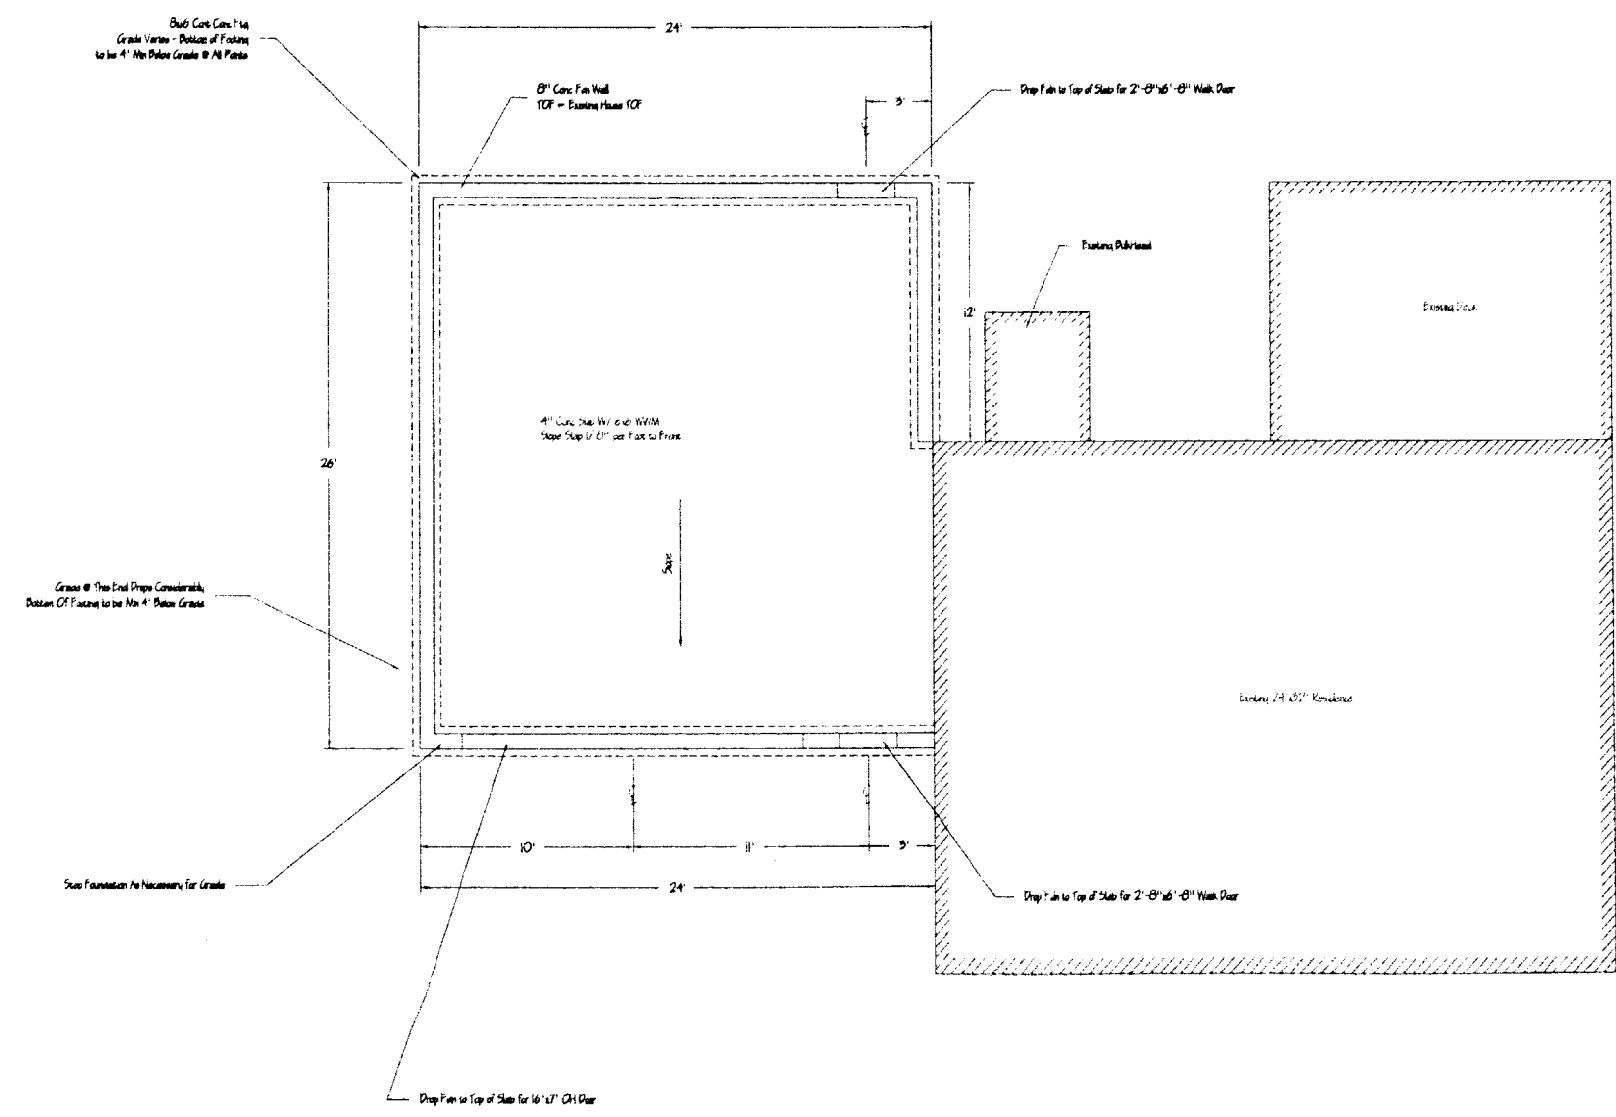 8x16 Cont Conc Ftg
Grade Varies - Bottom of Footing
to be 4' Min Below Grade @ All Points
24'
8" Conc Fdn Wall
TOF = Existing House TOF
3'
Drop Fdn to Top of Slab for 2'-8"x6'-8" Walk Door
Existing Bulkhead
12'
Existing Deck
4" Conc Slab W/ 6x6 WWM
Slope Slab 1/8" per Foot to Front
26'
Slope
Grade @ This End Drops Considerably
Bottom Of Footing to be Min 4' Below Grade
Existing 24'x32' Residence
10'
11'
3'
24'
Step Foundation As Necessary for Grade
Drop Fdn to Top of Slab for 2'-8"x6'-8" Walk Door
Drop Fdn to Top of Slab for 16'x7' OH Door